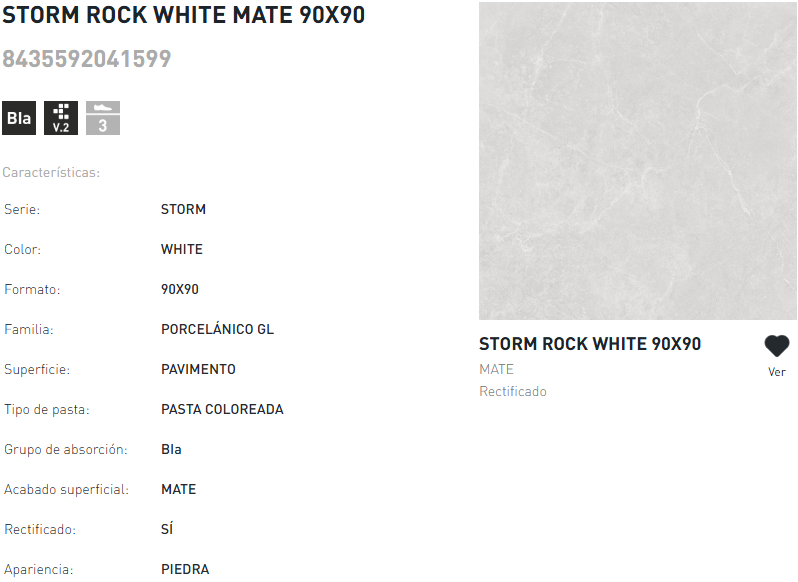 STORM ROCK WHITE MATE 90X90
8435592041599
BIa
V.2
3
Características:
Serie: STORM
Color: WHITE
Formato: 90X90
Familia: PORCELÁNICO GL
Superficie: PAVIMENTO
Tipo de pasta: PASTA COLOREADA
Grupo de absorción: BIa
Acabado superficial: MATE
Rectificado: SÍ
Apariencia: PIEDRA
STORM ROCK WHITE 90X90
MATE
Rectificado
Ver